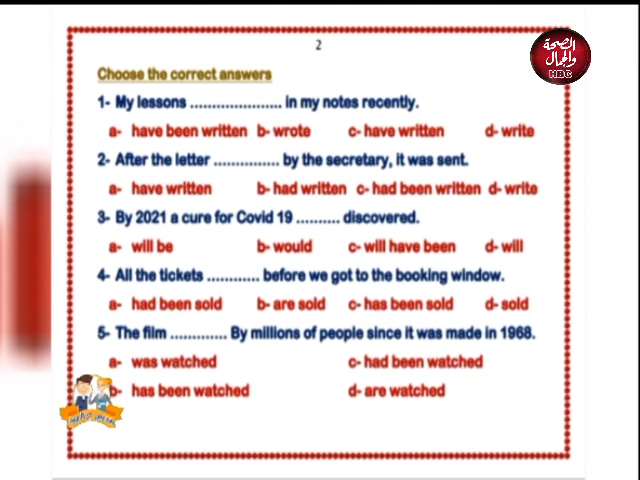 2
الصحة
والجمال
HBC
Choose the correct answers
1- My lessons ...................... in my notes recently.
a- have been written b- wrote c- have written d- write
2- After the letter ............... by the secretary, it was sent.
a- have written b- had written c- had been written d- write
3- By 2021 a cure for Covid 19 .......... discovered.
a- will be b- would c- will have been d- will
4- All the tickets ............ before we got to the booking window.
a- had been sold b- are sold c- has been sold d- sold
5- The film ............. By millions of people since it was made in 1968.
a- was watched c- had been watched
b- has been watched d- are watched